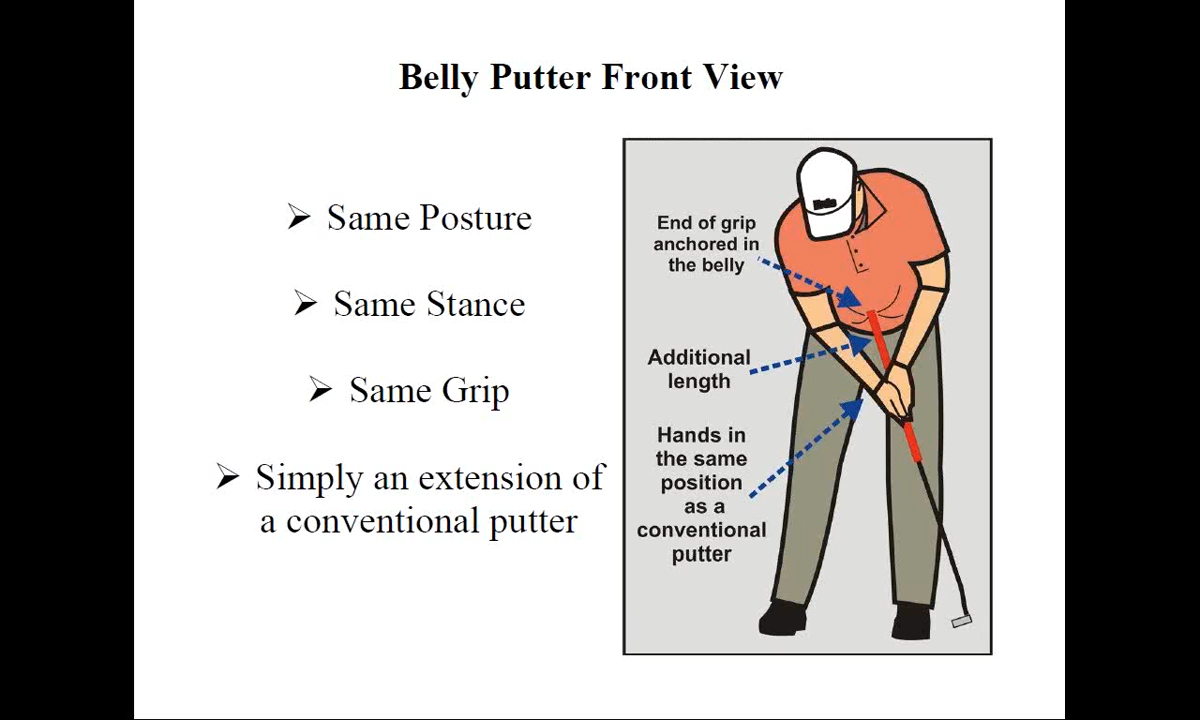 Belly Putter Front View
Same Posture
Same Stance
Same Grip
Simply an extension of
a conventional putter
End of grip
anchored in
the belly
Additional
length
Hands in
the same
position
as a
conventional
putter